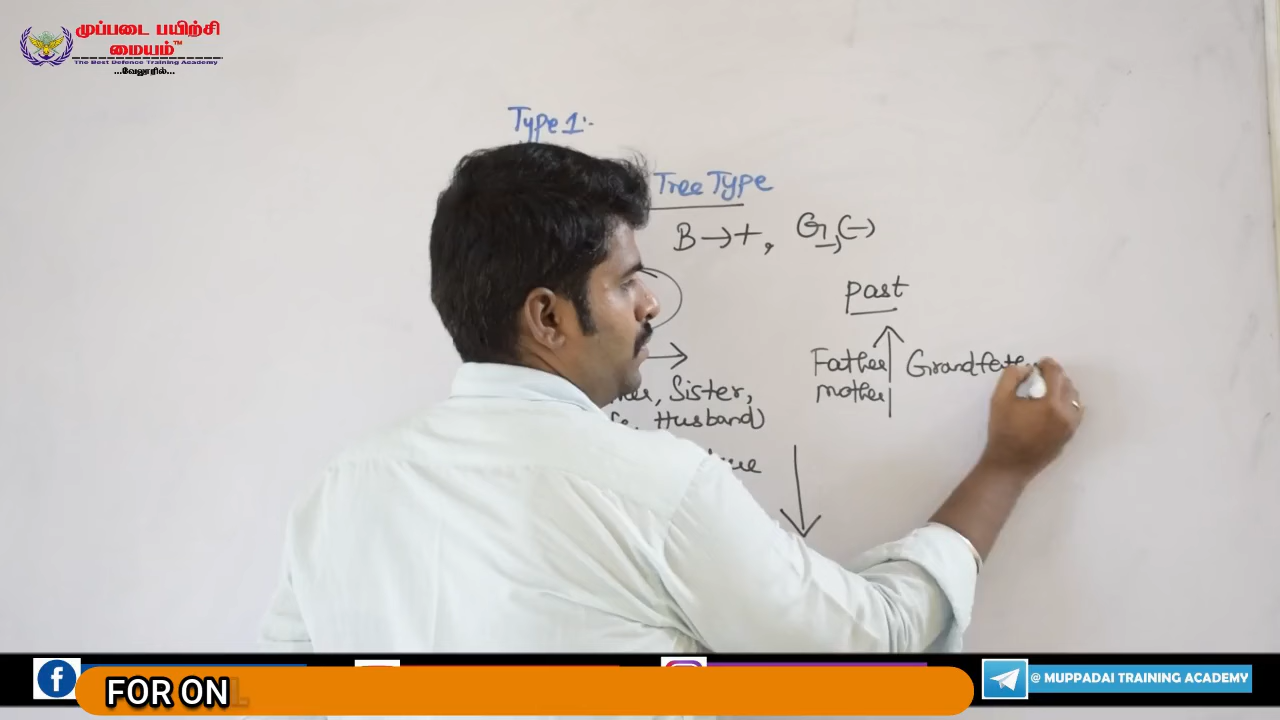 முப்படை பயிற்சி
மையம்™
The Best Defence Training Academy
...வேலூரில்...
Type 1:-
Tree Type
B → +, G, (-)
Past
Father Grandfath
mother
Sister,
Husband)
FOR ON
@ MUPPADAI TRAINING ACADEMY